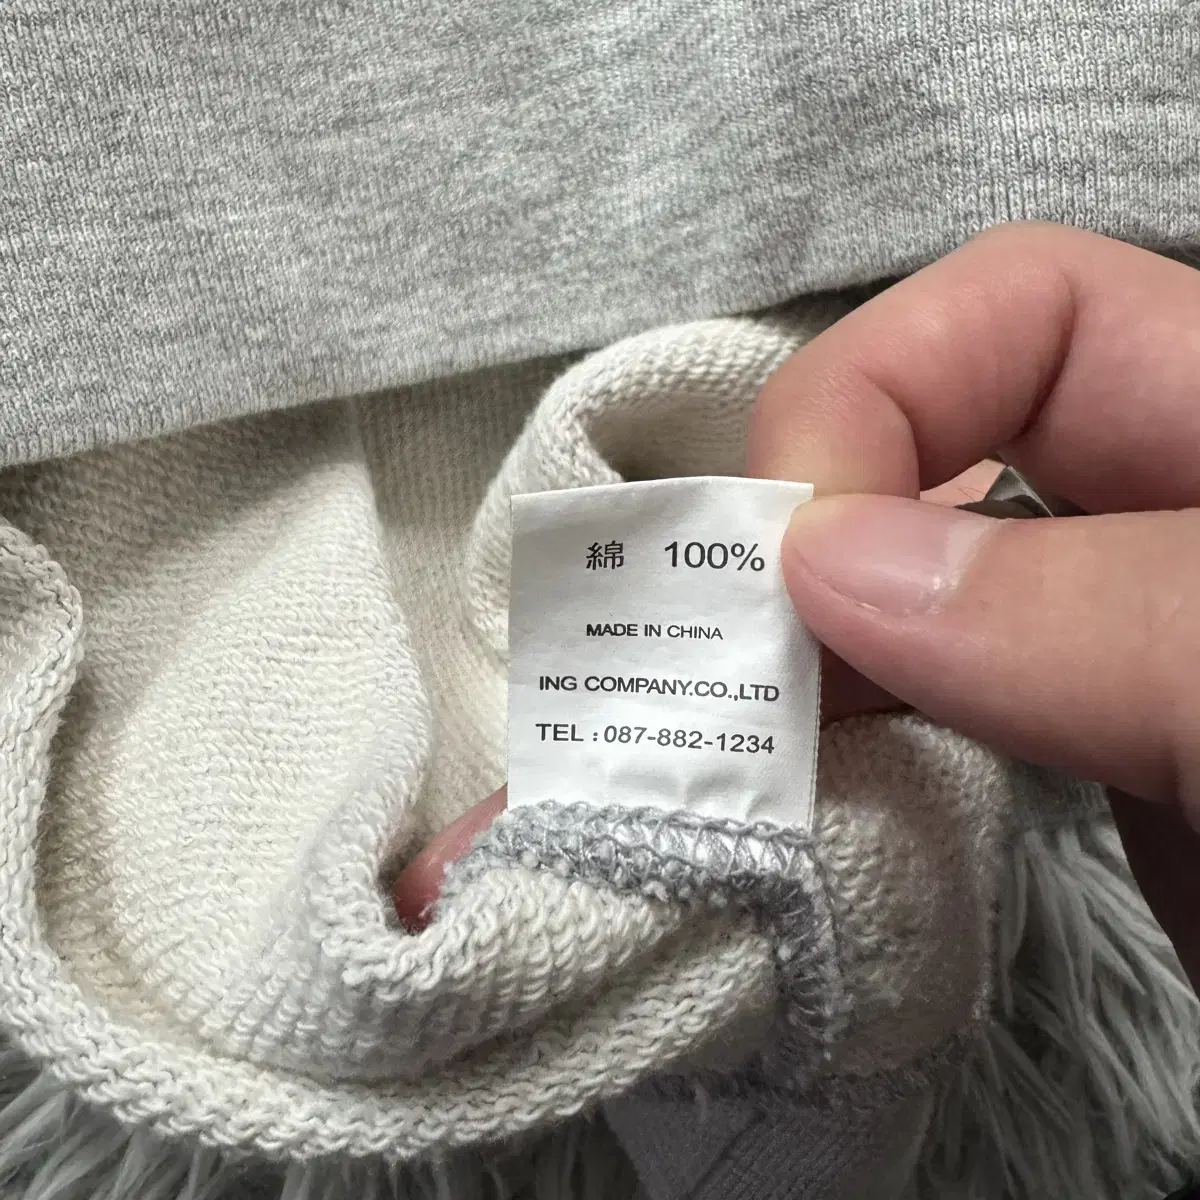 綿 100%
MADE IN CHINA
ING COMPANY.CO.,LTD
TEL : 087-882-1234